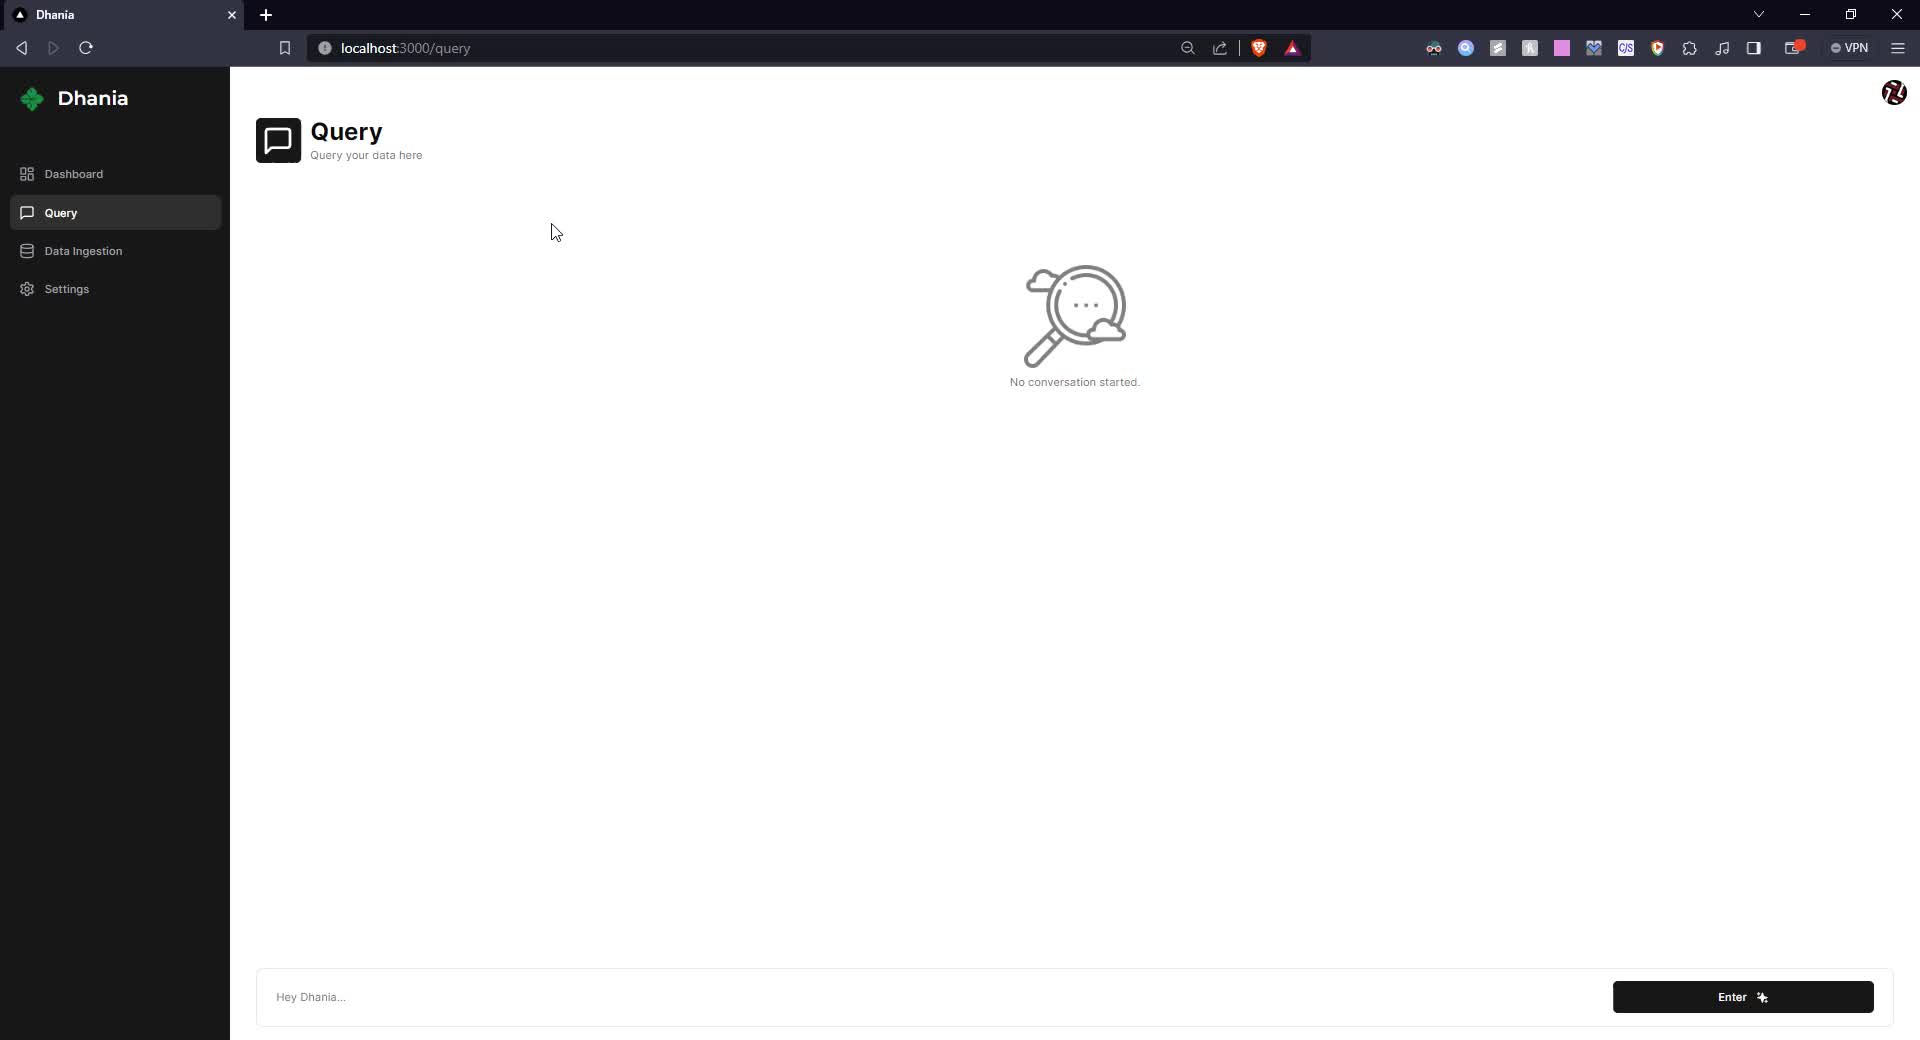 Dhania
localhost:3000/query
VPN
Dhania
Dashboard
Query
Data Ingestion
Settings
Query
Query your data here
No conversation started.
Hey Dhania...
Enter